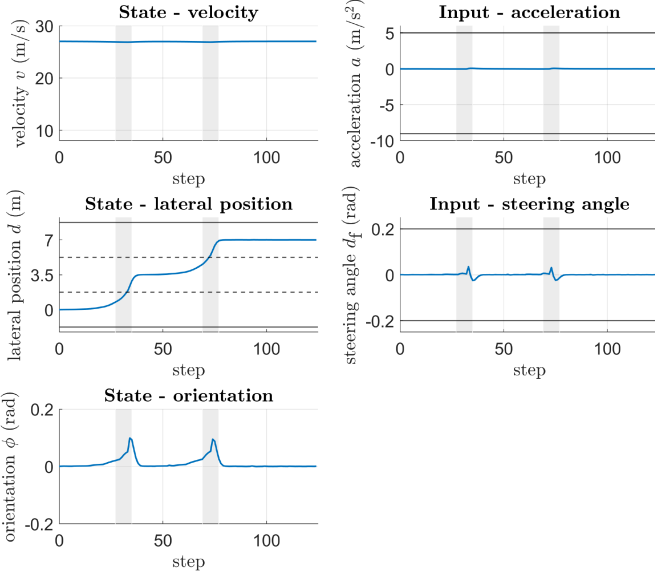 State - velocity
velocity v (m/s)
30
20
10
0
50
100
step
Input - acceleration
acceleration a (m/s²)
5
0
-5
-10
0
50
100
step
State - lateral position
lateral position d (m)
7
3.5
0
0
50
100
step
Input - steering angle
steering angle d_f (rad)
0.2
0
-0.2
0
50
100
step
State - orientation
orientation ϕ (rad)
0.2
0
-0.2
0
50
100
step